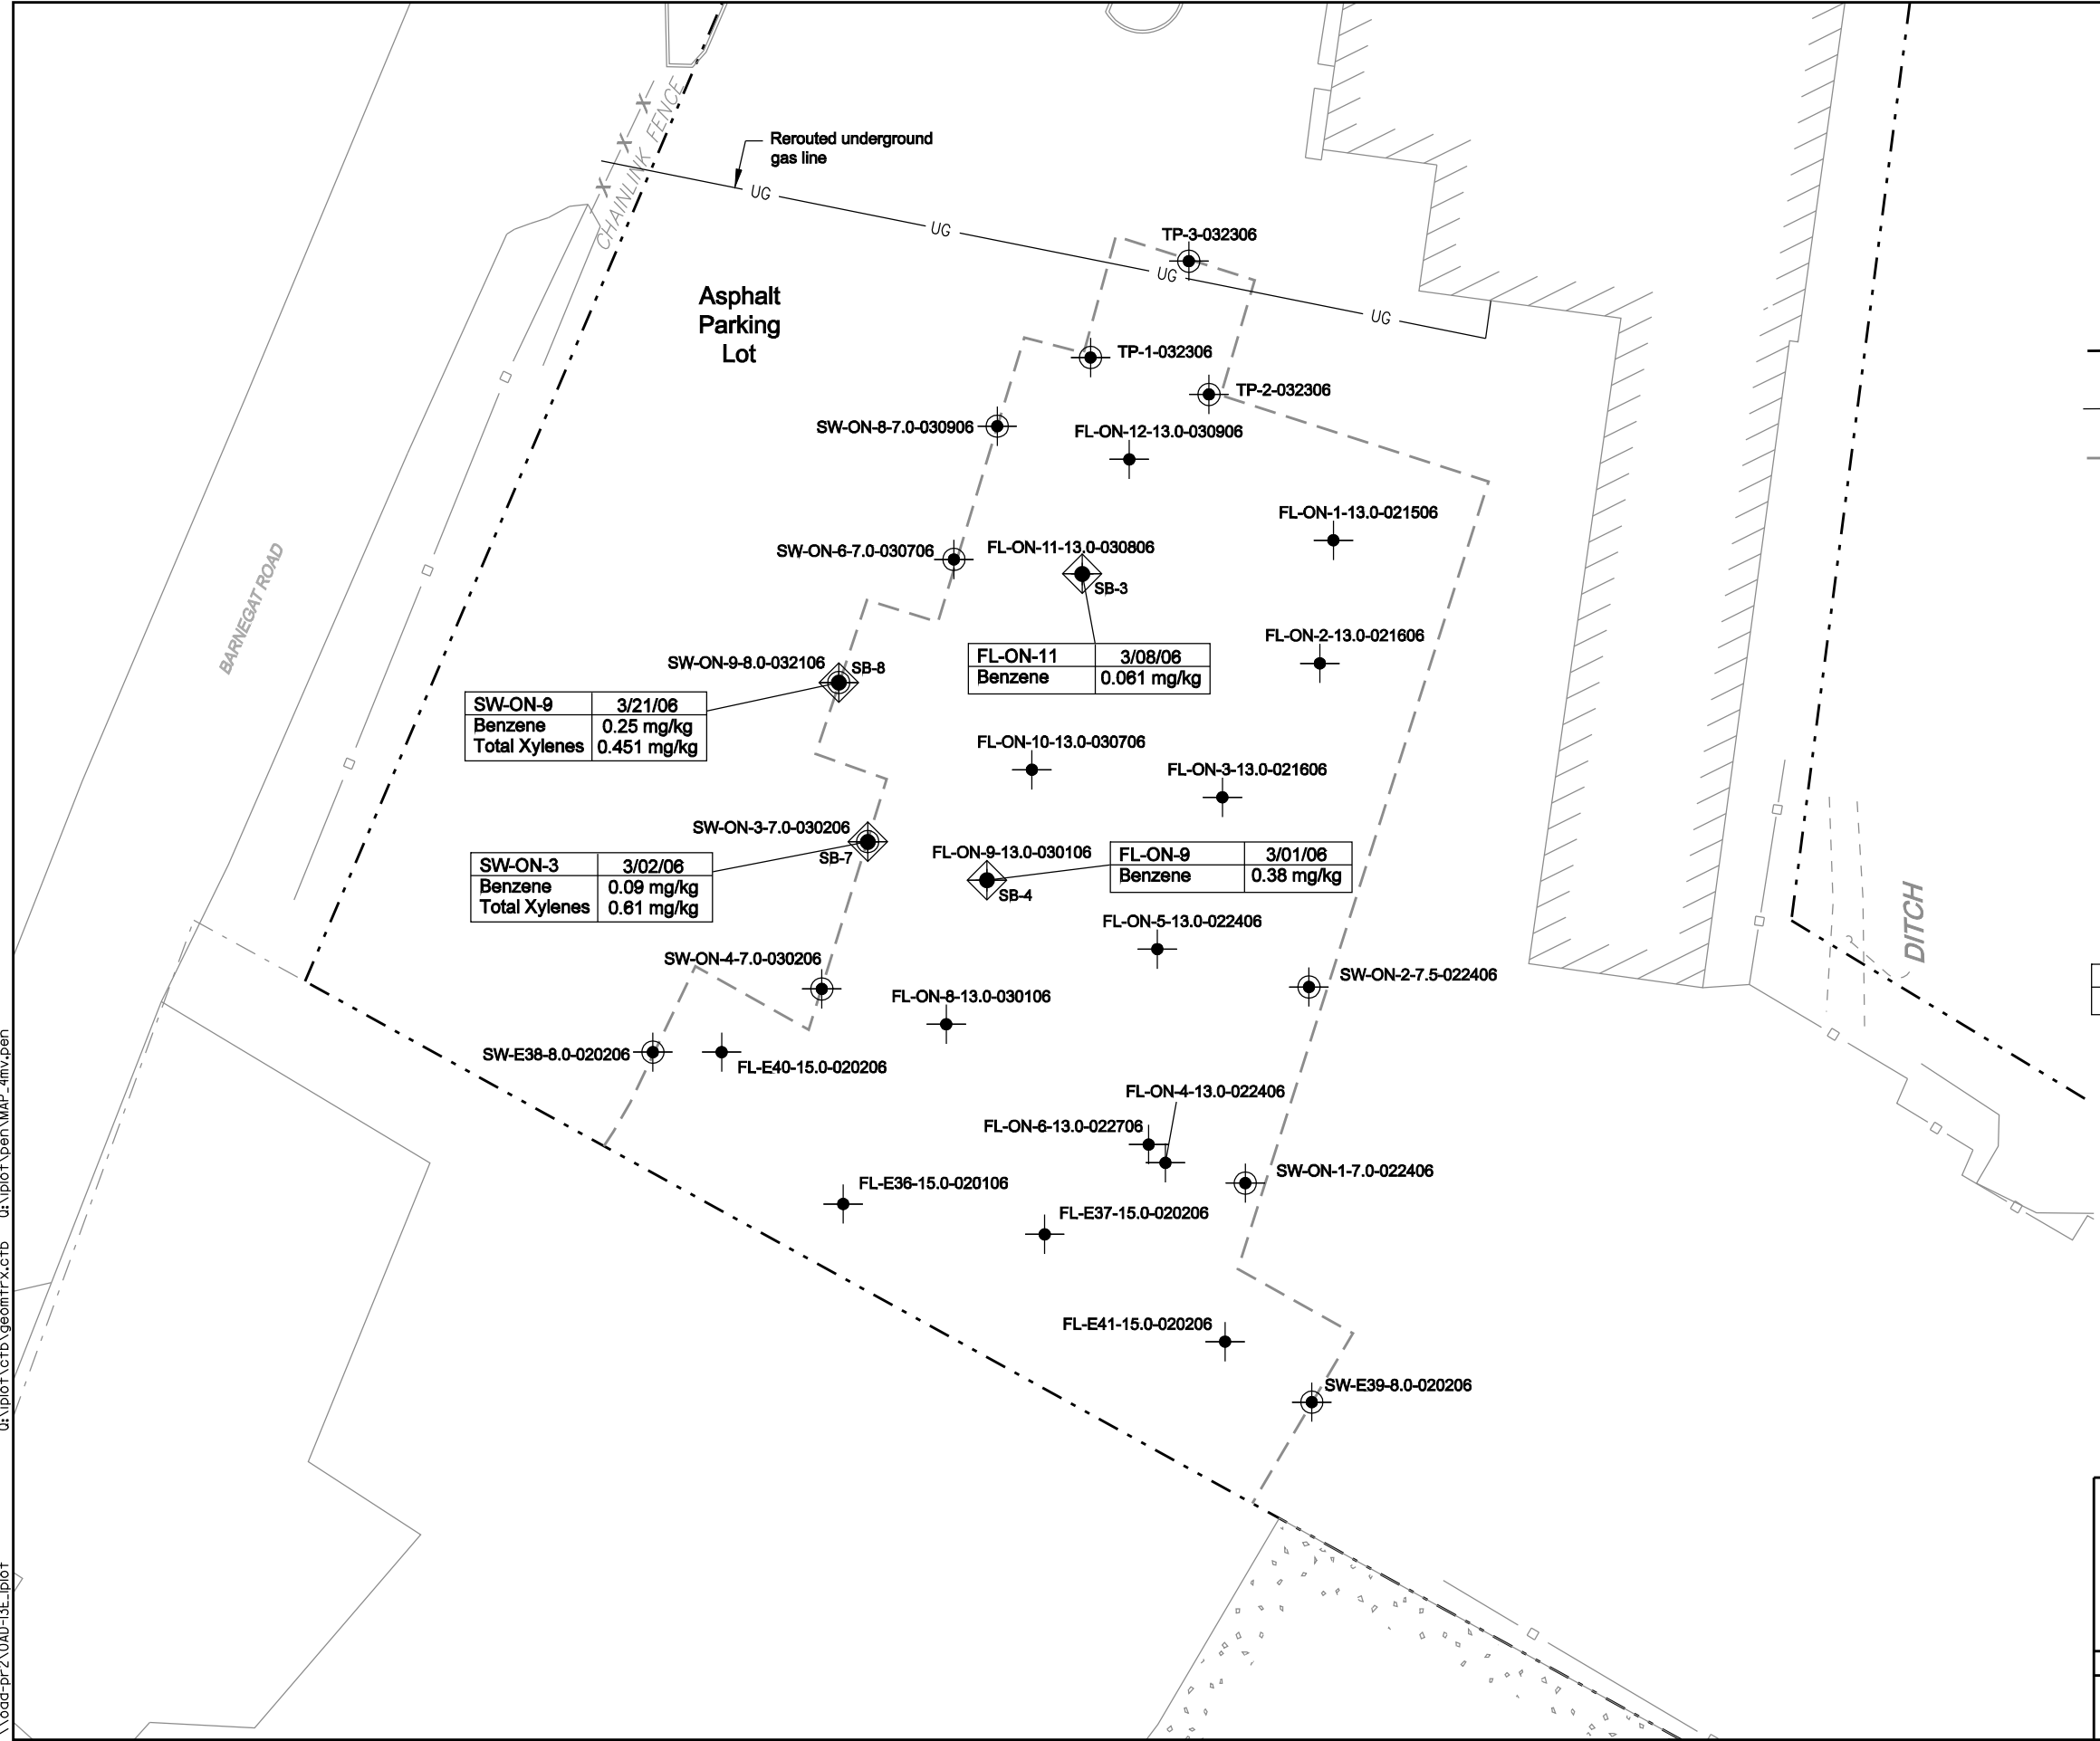 Rerouted underground
gas line
CHAINLINK FENCE
X
X
X
UG
UG
UG
UG
TP-3-032306
Asphalt
Parking
Lot
TP-1-032306
TP-2-032306
SW-ON-8-7.0-030906
FL-ON-12-13.0-030906
FL-ON-1-13.0-021506
SW-ON-6-7.0-030706
FL-ON-11-13.0-030806
SB-3
BARNEGAT ROAD
FL-ON-2-13.0-021606
FL-ON-11 3/08/06
Benzene 0.061 mg/kg
SW-ON-9-8.0-032106
SB-8
SW-ON-9 3/21/06
Benzene 0.25 mg/kg
Total Xylenes 0.451 mg/kg
FL-ON-10-13.0-030706
FL-ON-3-13.0-021606
SW-ON-3-7.0-030206
SB-7
SW-ON-3 3/02/06
Benzene 0.09 mg/kg
Total Xylenes 0.61 mg/kg
FL-ON-9-13.0-030106
SB-4
FL-ON-9 3/01/06
Benzene 0.38 mg/kg
FL-ON-5-13.0-022406
DITCH
SW-ON-4-7.0-030206
SW-ON-2-7.5-022406
FL-ON-8-13.0-030106
SW-E38-8.0-020206
FL-E40-15.0-020206
FL-ON-4-13.0-022406
FL-ON-6-13.0-022706
SW-ON-1-7.0-022406
FL-E36-15.0-020106
FL-E37-15.0-020206
FL-E41-15.0-020206
SW-E39-8.0-020206